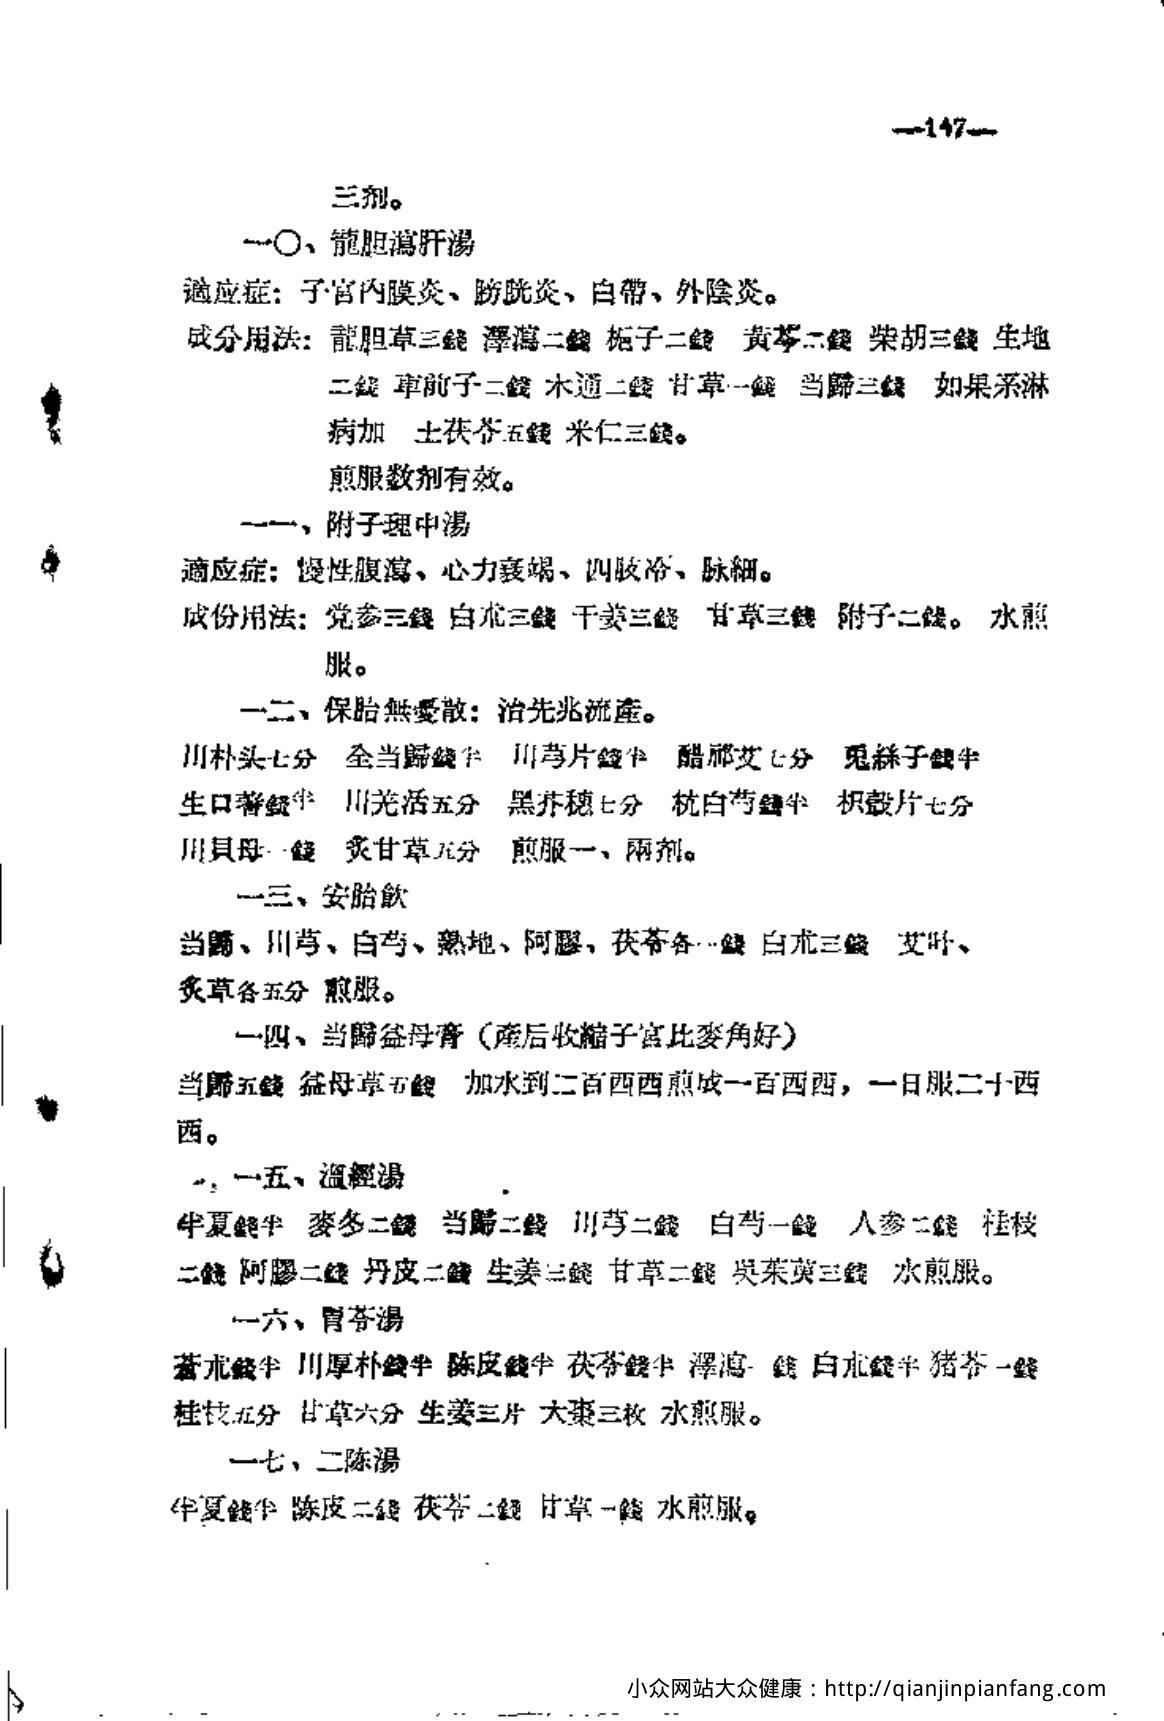 —147—
三剂。
一〇、龍胆瀉肝湯
適应症：子宮内膜炎、膀胱炎、白帶、外陰炎。
成分用法：龍胆草三錢 澤瀉二錢 梔子二錢 黃芩二錢 柴胡三錢 生地
二錢 車前子二錢 木通二錢 甘草一錢 当歸三錢 如果系淋
病加 土茯苓五錢 米仁三錢。
煎服数剂有效。
一一、附子理中湯
適应症：慢性腹瀉、心力衰竭、四肢冷、脉細。
成份用法：党参三錢 白朮三錢 干姜三錢 甘草三錢 附子二錢。 水煎
服。
一二、保胎無憂散：治先兆流產。
川朴头七分 全当歸錢半 川芎片錢半 醋祁艾七分 兎絲子錢半
生口蓍錢半 川羌活五分 黑芥穗七分 杭白芍錢半 枳殼片七分
川貝母一錢 炙甘草五分 煎服一、兩剂。
一三、安胎飲
当歸、川芎、白芍、熟地、阿膠、茯苓各一錢 白朮三錢 艾叶、
炙草各五分 煎服。
一四、当歸益母膏（產后收縮子宮比麥角好）
当歸五錢 益母草五錢 加水到二百西西煎成一百西西，一日服二十西
西。
一五、溫經湯
半夏錢半 麥冬二錢 当歸二錢 川芎二錢 白芍一錢 人参二錢 桂枝
二錢 阿膠二錢 丹皮二錢 生姜三錢 甘草二錢 吳茱萸三錢 水煎服。
一六、胃苓湯
蒼朮錢半 川厚朴錢半 陈皮錢半 茯苓錢半 澤瀉一錢 白朮錢半 猪苓一錢
桂枝五分 甘草六分 生姜三片 大棗三枚 水煎服。
一七、二陈湯
半夏錢半 陈皮二錢 茯苓二錢 甘草一錢 水煎服。
小众网站大众健康：http://qianjinpianfang.com